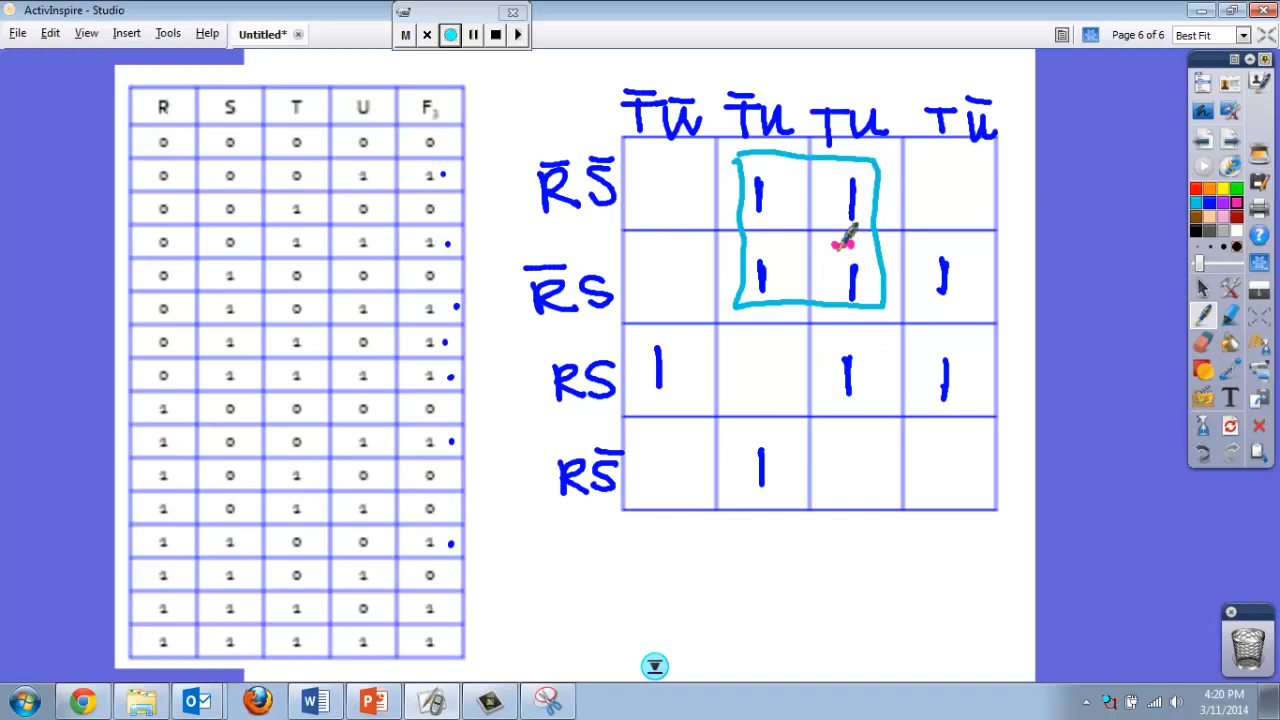 ActivInspire - Studio
File Edit View Insert Tools Help Untitled* Page 6 of 6 Best Fit
M
R S T U F3
0 0 0 0 0
0 0 0 1 1
0 0 1 0 0
0 0 1 1 1
0 1 0 0 0
0 1 0 1 1
0 1 1 0 1
0 1 1 1 1
1 0 0 0 0
1 0 0 1 1
1 0 1 0 0
1 0 1 1 0
1 1 0 0 1
1 1 0 1 0
1 1 1 0 1
1 1 1 1 1
T̅U̅ T̅U TU TU̅
R̅S̅ 1 1
R̅S 1 1 1
RS 1 1 1
RS̅ 1
4:20 PM
3/11/2014